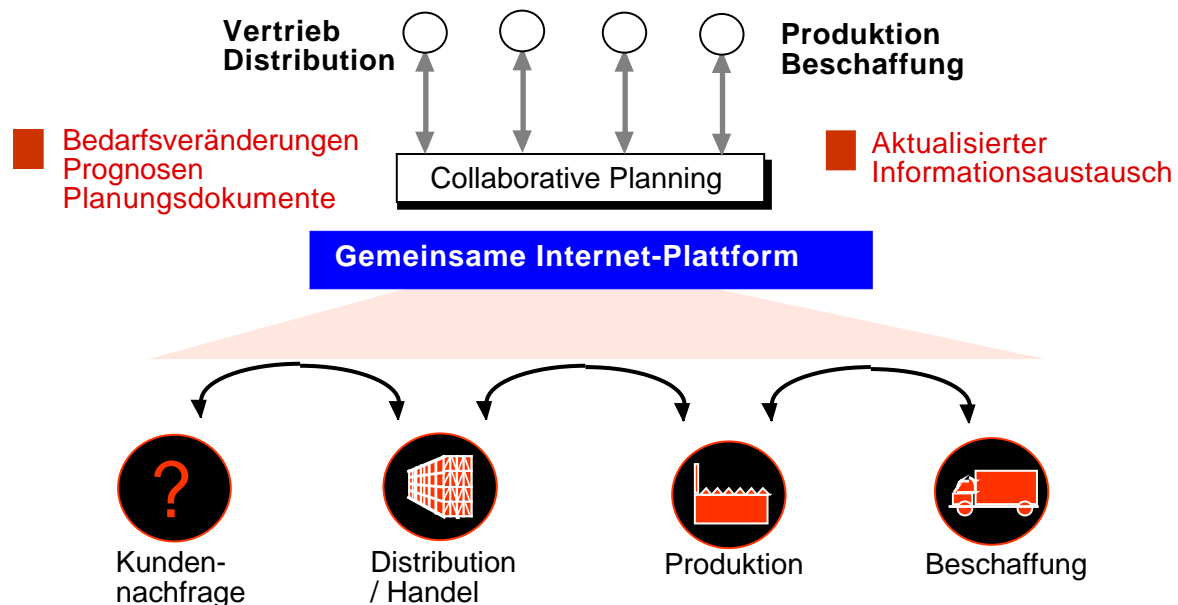 Vertrieb
Distribution
Produktion
Beschaffung
Bedarfsveränderungen
Prognosen
Planungsdokumente
Aktualisierter
Informationsaustausch
Collaborative Planning
Gemeinsame Internet-Plattform
?
Kunden-
nachfrage
Distribution
/ Handel
Produktion
Beschaffung